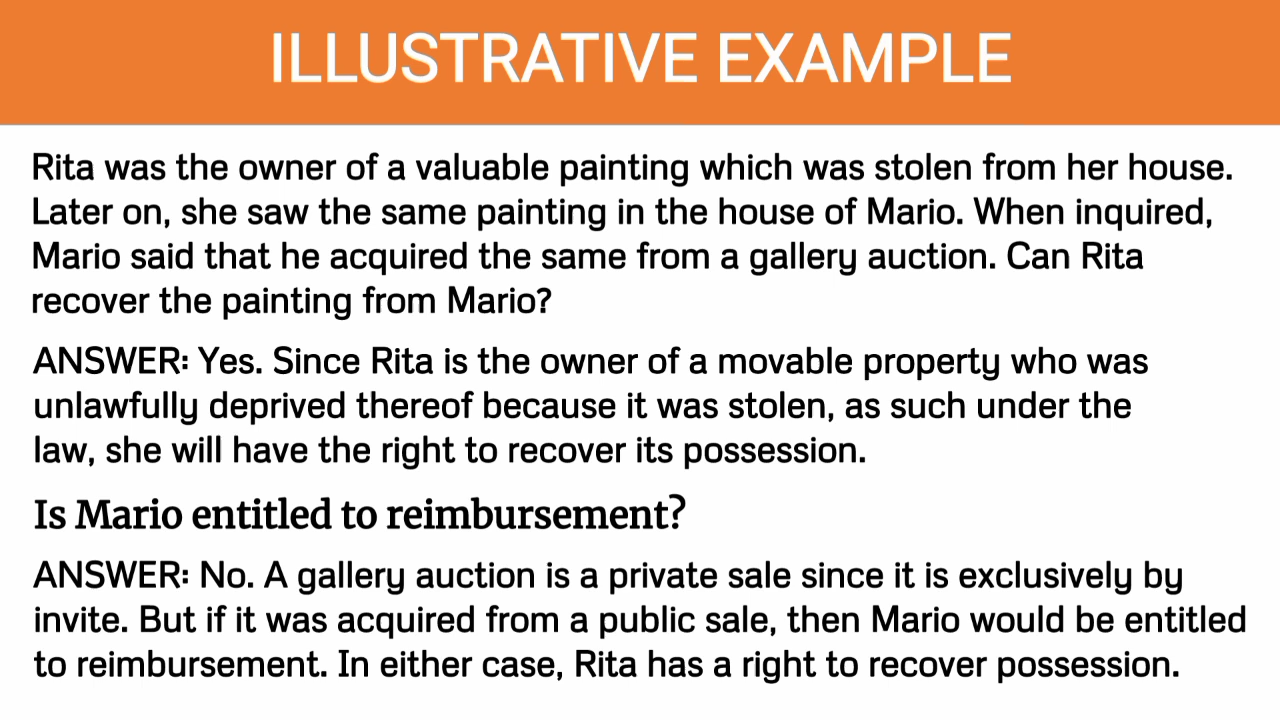 ILLUSTRATIVE EXAMPLE
Rita was the owner of a valuable painting which was stolen from her house.
Later on, she saw the same painting in the house of Mario. When inquired,
Mario said that he acquired the same from a gallery auction. Can Rita
recover the painting from Mario?
ANSWER: Yes. Since Rita is the owner of a movable property who was
unlawfully deprived thereof because it was stolen, as such under the
law, she will have the right to recover its possession.
Is Mario entitled to reimbursement?
ANSWER: No. A gallery auction is a private sale since it is exclusively by
invite. But if it was acquired from a public sale, then Mario would be entitled
to reimbursement. In either case, Rita has a right to recover possession.